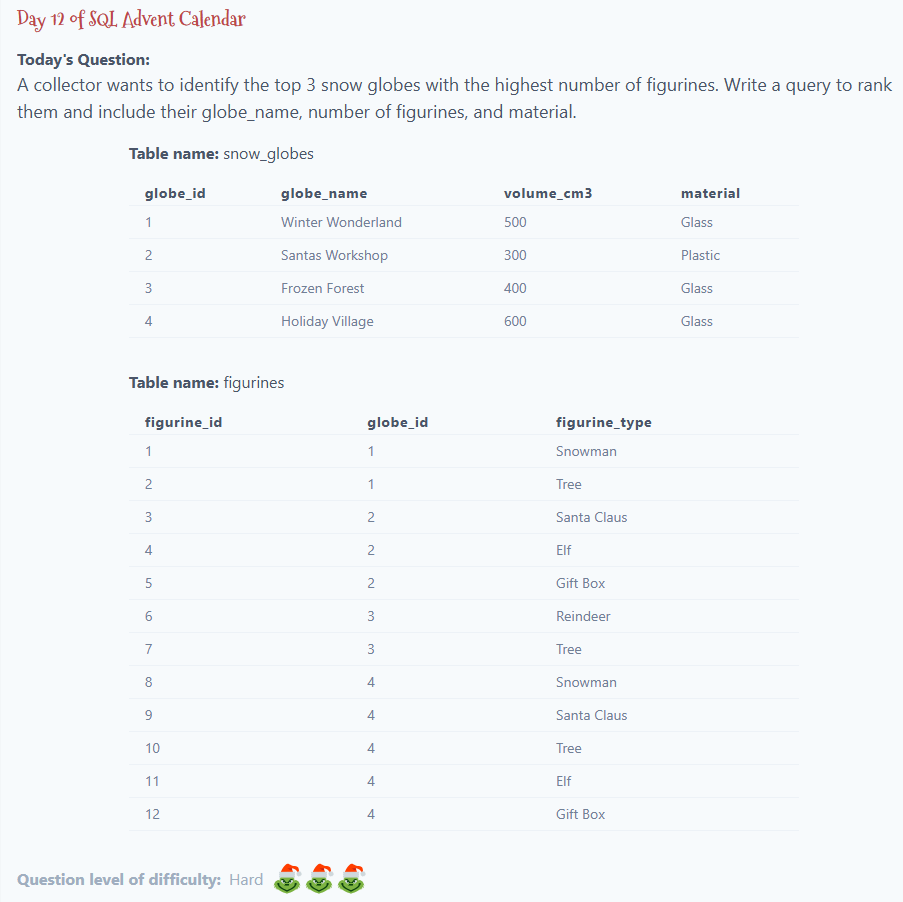 Day 12 of SQL Advent Calendar
Today's Question:
A collector wants to identify the top 3 snow globes with the highest number of figurines. Write a query to rank
them and include their globe_name, number of figurines, and material.
Table name: snow_globes
globe_id globe_name volume_cm3 material
1 Winter Wonderland 500 Glass
2 Santas Workshop 300 Plastic
3 Frozen Forest 400 Glass
4 Holiday Village 600 Glass
Table name: figurines
figurine_id globe_id figurine_type
1 1 Snowman
2 1 Tree
3 2 Santa Claus
4 2 Elf
5 2 Gift Box
6 3 Reindeer
7 3 Tree
8 4 Snowman
9 4 Santa Claus
10 4 Tree
11 4 Elf
12 4 Gift Box
Question level of difficulty: Hard